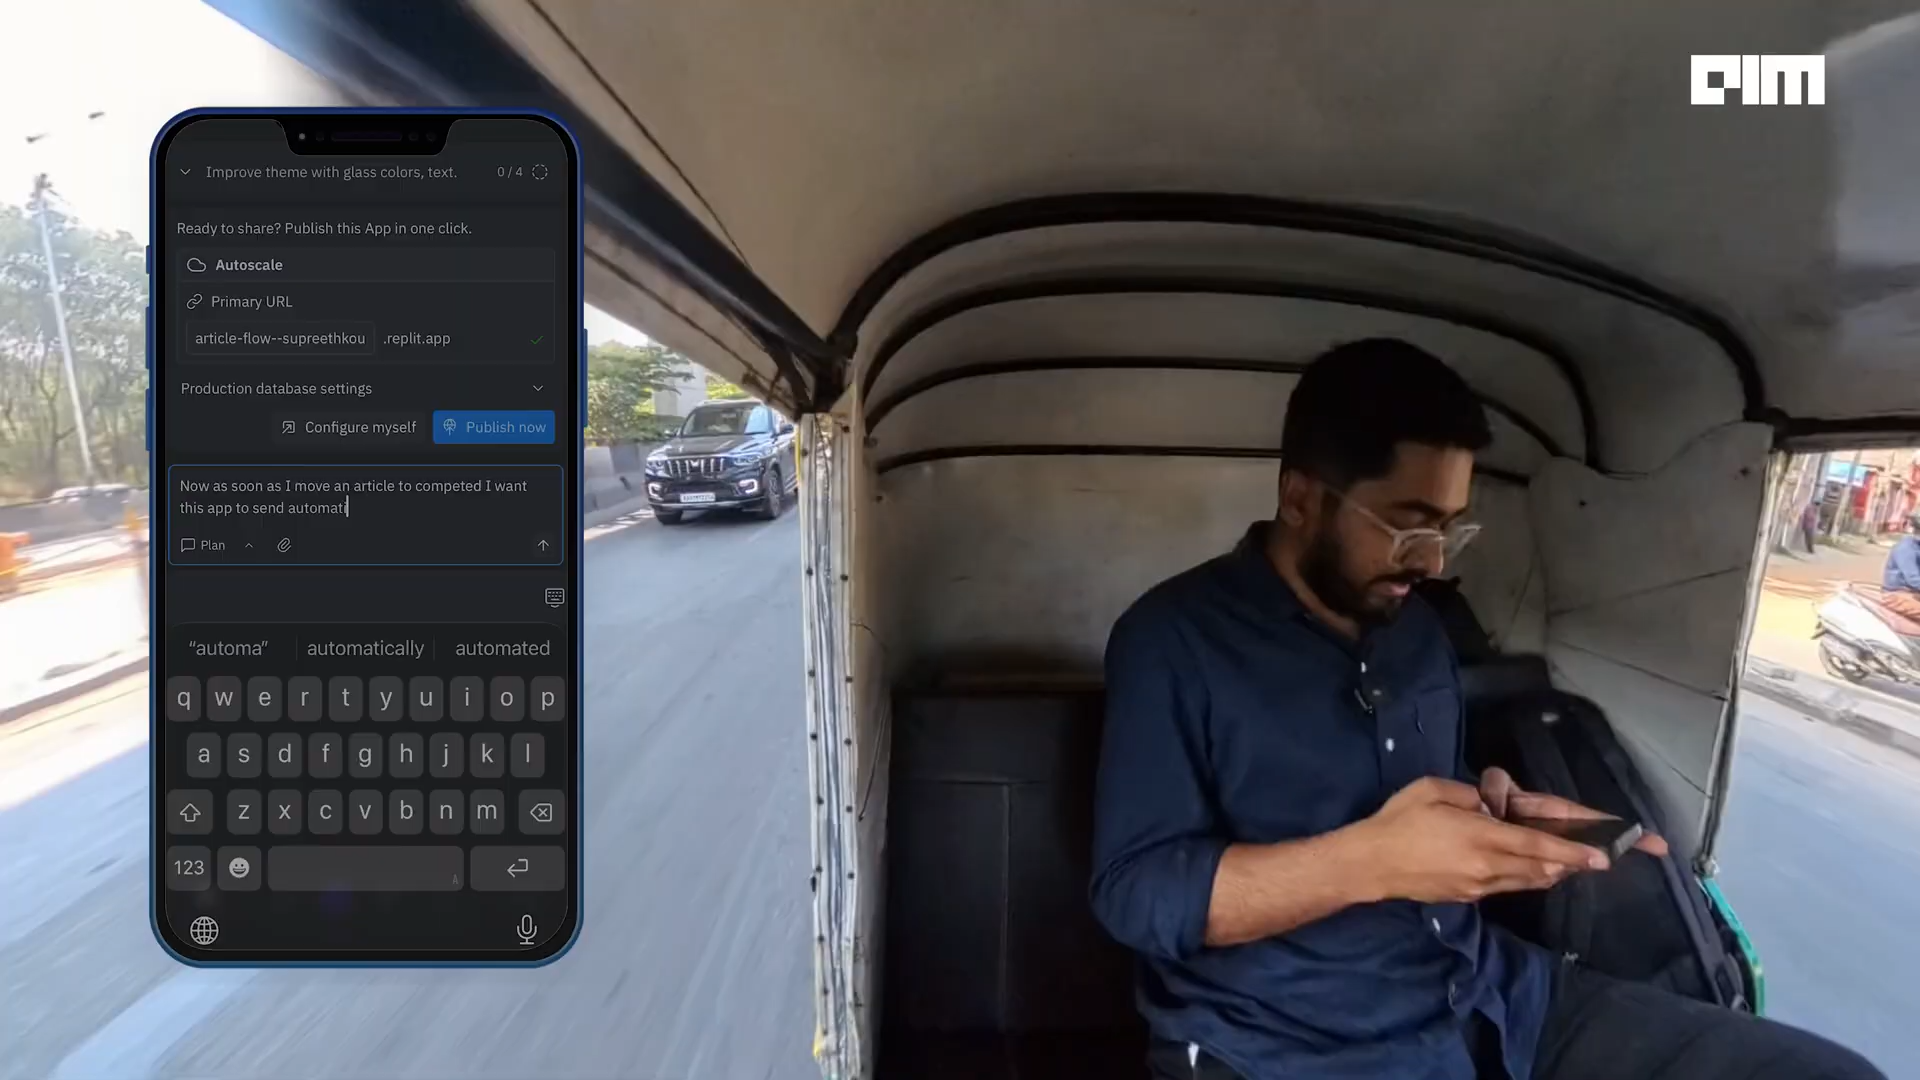 AIM
Improve theme with glass colors, text. 0 / 4
Ready to share? Publish this App in one click.
Autoscale
Primary URL
article-flow--supreethkou .replit.app
Production database settings
Configure myself Publish now
Now as soon as I move an article to competed I want
this app to send automati
Plan
“automa” automatically automated
q w e r t y u i o p
a s d f g h j k l
z x c v b n m
123
A